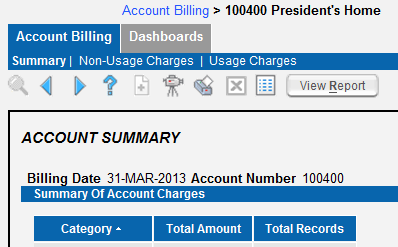 Account Billing > 100400 President's Home
Account Billing Dashboards
Summary | Non-Usage Charges | Usage Charges
View Report
ACCOUNT SUMMARY
Billing Date 31-MAR-2013 Account Number 100400
Summary Of Account Charges
Category Total Amount Total Records